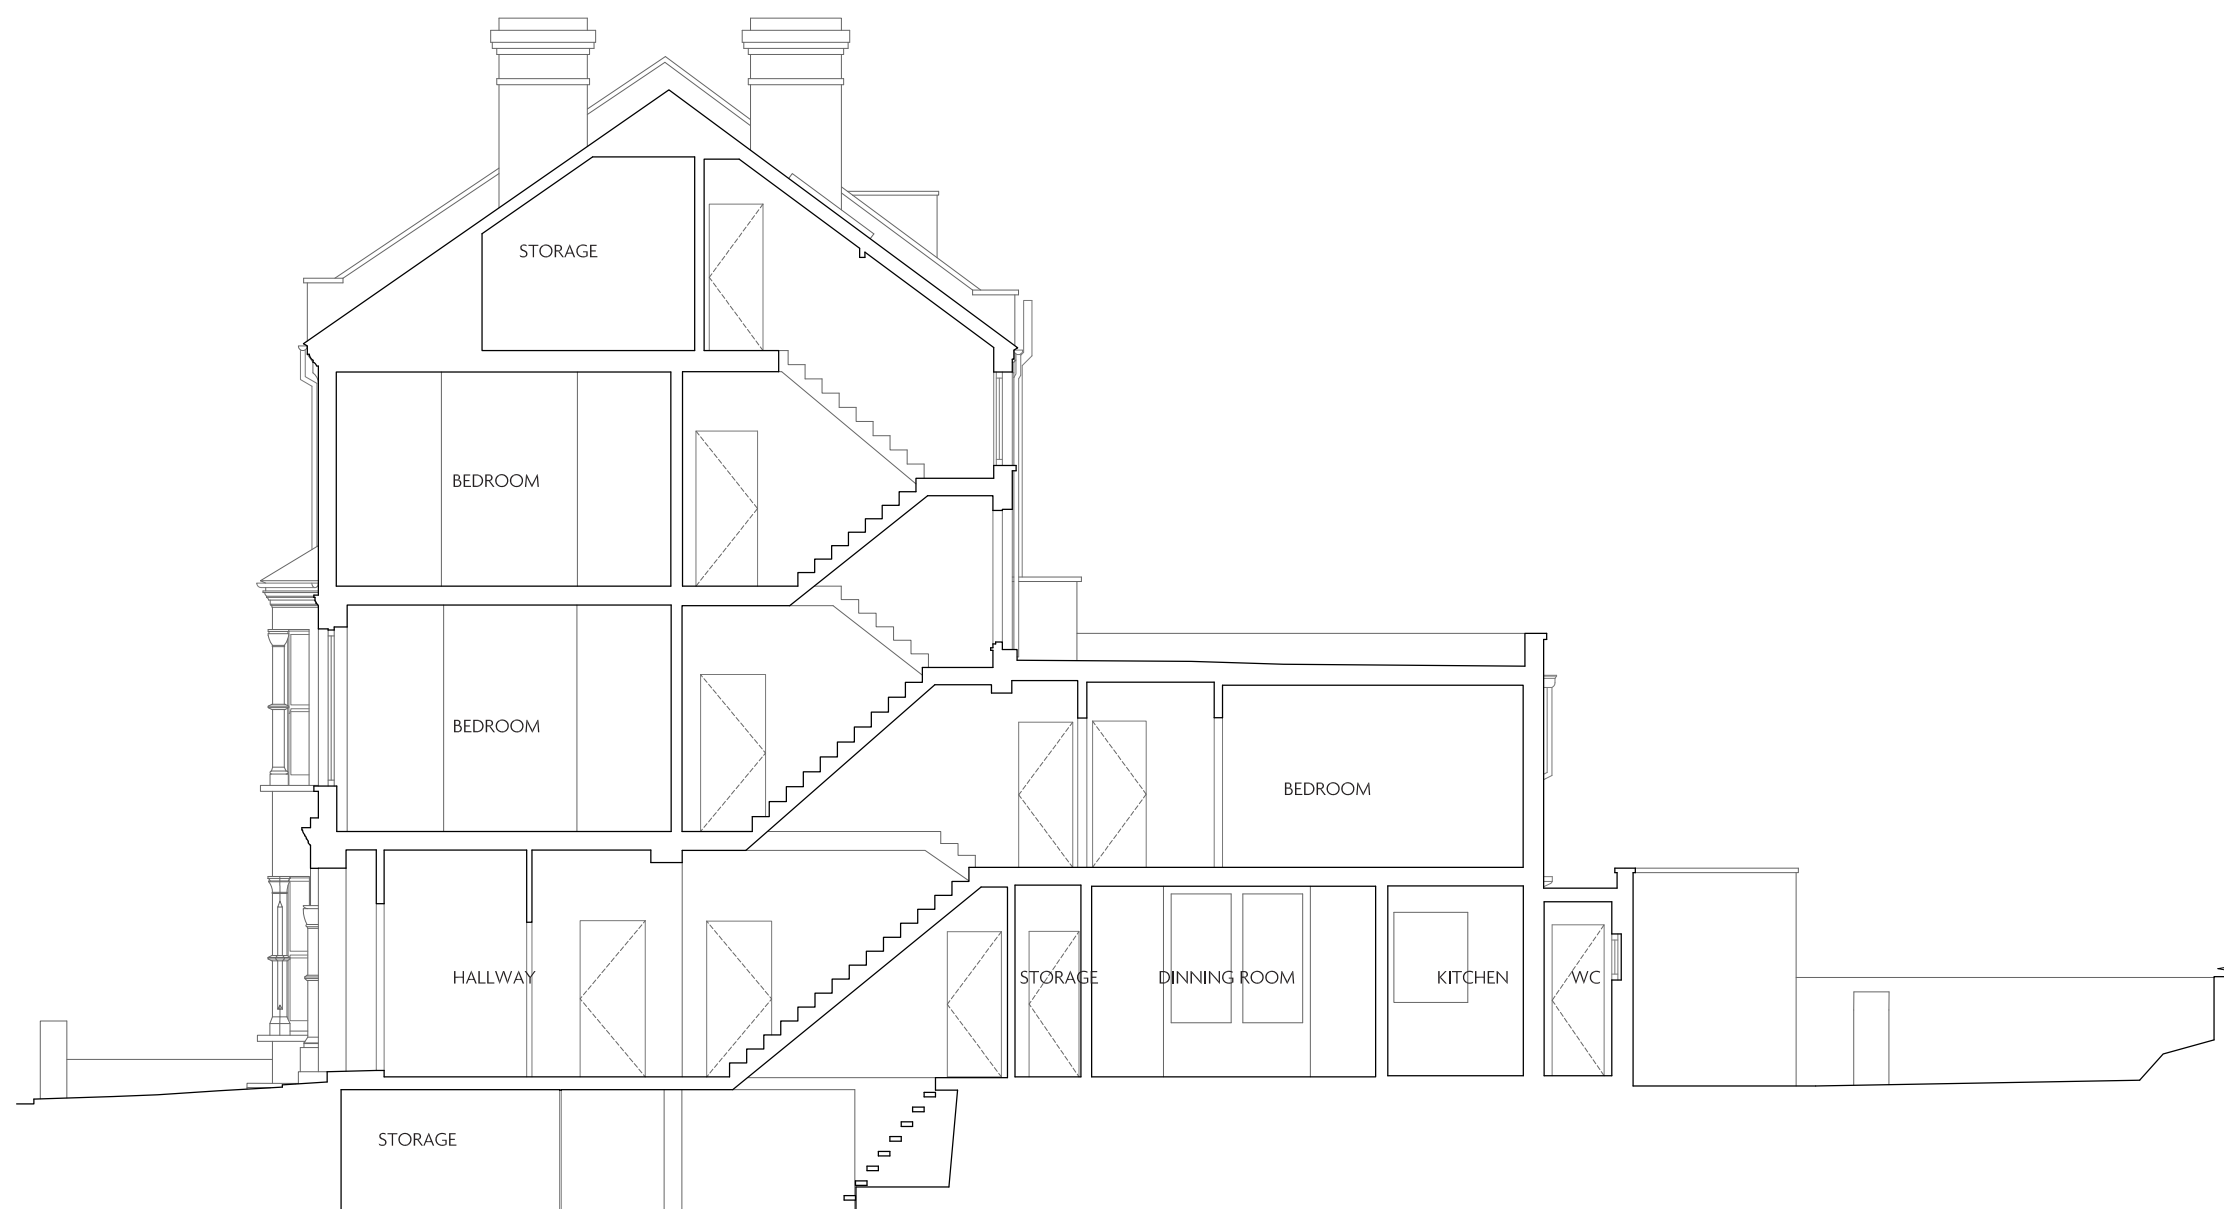 STORAGE
BEDROOM
BEDROOM
BEDROOM
HALLWAY
STORAGE
DINNING ROOM
KITCHEN
WC
STORAGE